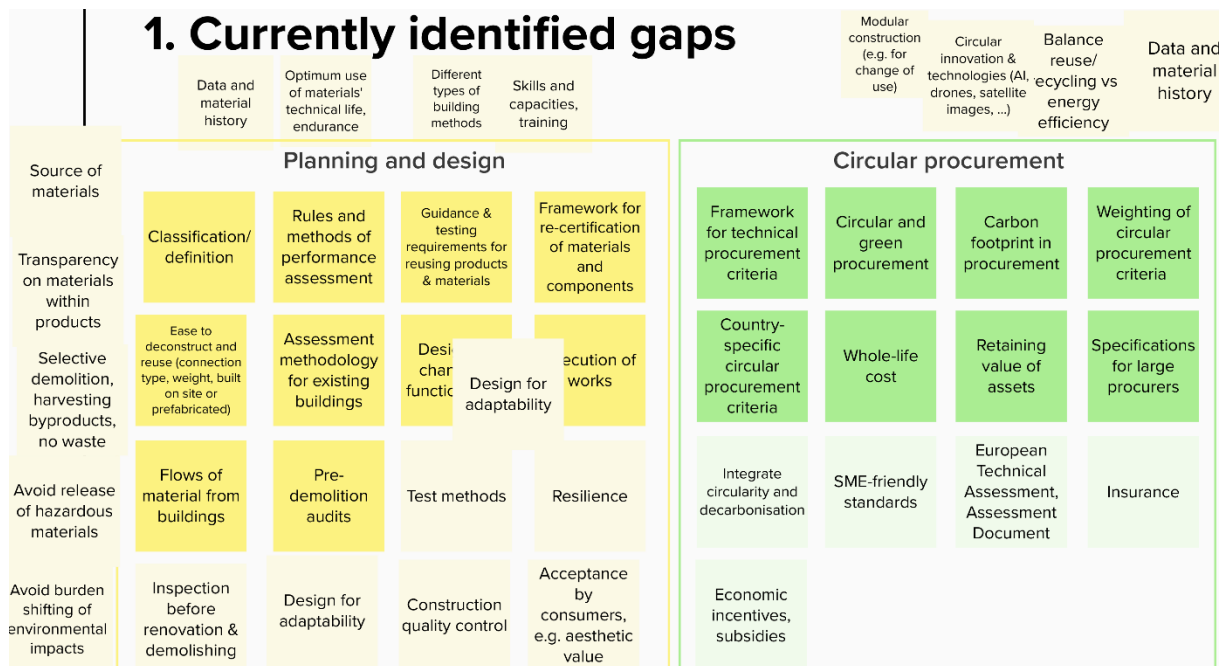 1. Currently identified gaps
Data and
material
history
Optimum use
of materials'
technical life,
endurance
Different
types of
building
methods
Skills and
capacities,
training
Modular
construction
(e.g. for
change of
use)
Circular
innovation &
technologies (AI,
drones, satellite
images, ...)
Balance
reuse/
recycling vs
energy
efficiency
Data and
material
history
Source of
materials
Transparency
on materials
within
products
Selective
demolition,
harvesting
byproducts,
no waste
Avoid release
of hazardous
materials
Avoid burden
shifting of
environmental
impacts
Planning and design
Classification/
definition
Rules and
methods of
performance
assessment
Guidance &
testing
requirements for
reusing products
& materials
Framework for
re-certification
of materials
and
components
Ease to
deconstruct and
reuse (connection
type, weight, built
on site or
prefabricated)
Assessment
methodology
for existing
buildings
Design for
adaptability
works
Flows of
material from
buildings
Pre-
demolition
audits
Test methods
Resilience
Inspection
before
renovation &
demolishing
Design for
adaptability
Construction
quality control
Acceptance
by
consumers,
e.g. aesthetic
value
Circular procurement
Framework
for technical
procurement
criteria
Circular and
green
procurement
Carbon
footprint in
procurement
Weighting of
circular
procurement
criteria
Country-
specific
circular
procurement
criteria
Whole-life
cost
Retaining
value of
assets
Specifications
for large
procurers
Integrate
circularity and
decarbonisation
SME-friendly
standards
European
Technical
Assessment,
Assessment
Document
Insurance
Economic
incentives,
subsidies